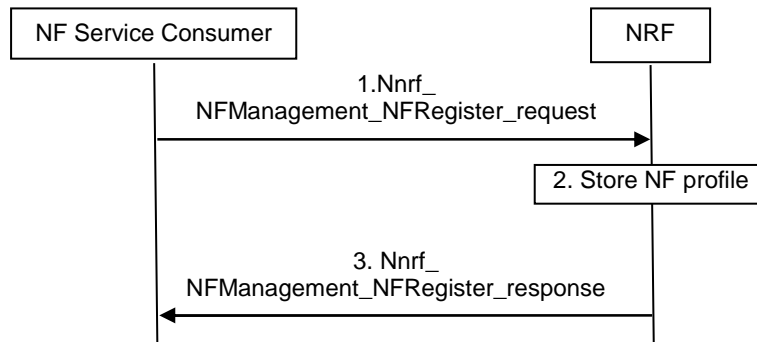 NF Service Consumer
NRF
1.Nnrf_
NFManagement_NFRegister_request
2. Store NF profile
3. Nnrf_
NFManagement_NFRegister_response